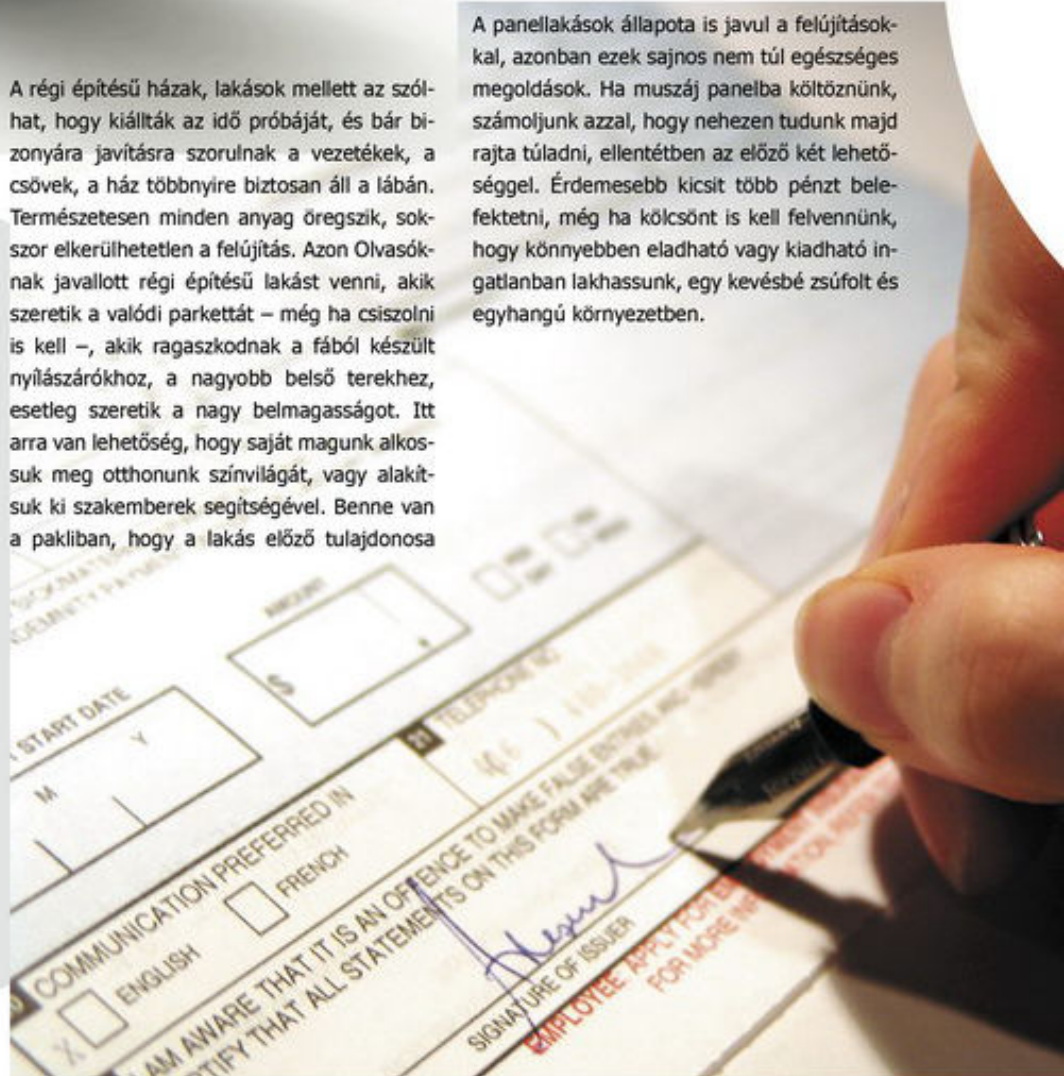 A régi építésű házak, lakások mellett az szól-
hat, hogy kiállták az idő próbáját, és bár bi-
zonyára javításra szorulnak a vezetékek, a
csövek, a ház többnyire biztosan áll a lábán.
Természetesen minden anyag öregszik, sok-
szor elkerülhetetlen a felújítás. Azon Olvasók-
nak javallott régi építésű lakást venni, akik
szeretik a valódi parkettát – még ha csiszolni
is kell –, akik ragaszkodnak a fából készült
nyílászárókhoz, a nagyobb belső terekhez,
esetleg szeretik a nagy belmagasságot. Itt
arra van lehetőség, hogy saját magunk alkos-
suk meg otthonunk színvilágát, vagy alakít-
suk ki szakemberek segítségével. Benne van
a pakliban, hogy a lakás előző tulajdonosa
A panellakások állapota is javul a felújítások-
kal, azonban ezek sajnos nem túl egészséges
megoldások. Ha muszáj panelba költöznünk,
számoljunk azzal, hogy nehezen tudunk majd
rajta túladni, ellentétben az előző két lehető-
séggel. Érdemesebb kicsit több pénzt bele-
fektetni, még ha kölcsönt is kell felvennünk,
hogy könnyebben eladható vagy kiadható in-
gatlanban lakhassunk, egy kevésbé zsúfolt és
egyhangú környezetben.
AMOUNT
$
START DATE
M Y
21 TELEPHONE NO
COMMUNICATION PREFERRED IN
ENGLISH
FRENCH
X
I AM AWARE THAT IT IS AN OFFENCE TO MAKE FALSE ENTRIES AND
THAT ALL STATEMENTS ON THIS FORM ARE TRUE
SIGNATURE OF ISSUER
EMPLOYEE APPLY FOR
FOR MORE